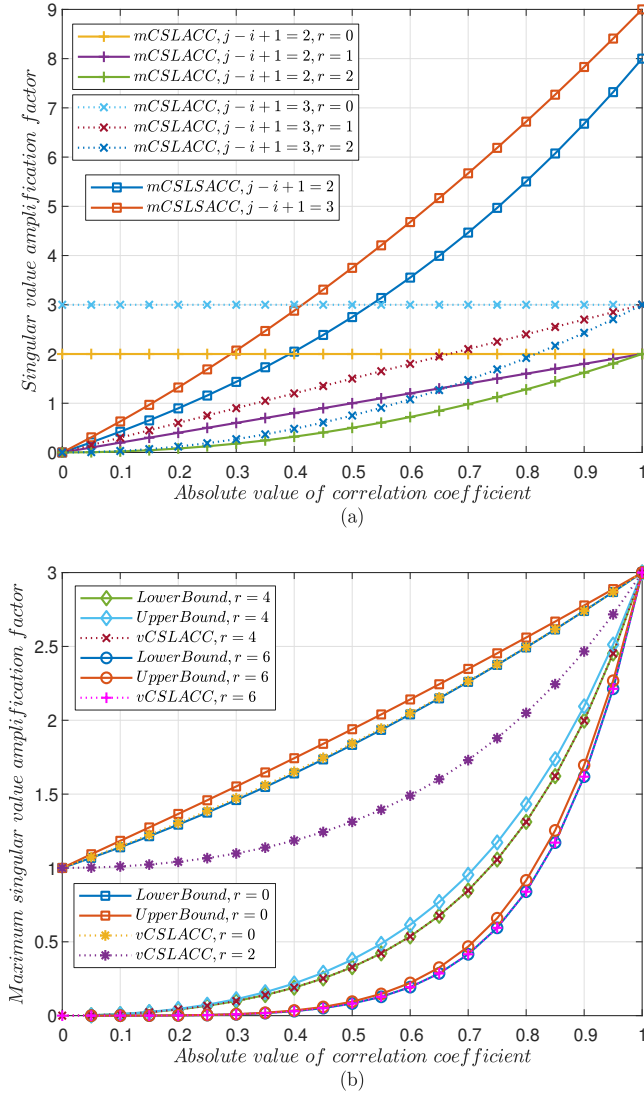 9
8
7
6
5
4
3
2
1
0
Singular value amplification factor
mCSLACC, j − i + 1 = 2, r = 0
mCSLACC, j − i + 1 = 2, r = 1
mCSLACC, j − i + 1 = 2, r = 2
mCSLACC, j − i + 1 = 3, r = 0
mCSLACC, j − i + 1 = 3, r = 1
mCSLACC, j − i + 1 = 3, r = 2
mCSLSACC, j − i + 1 = 2
mCSLSACC, j − i + 1 = 3
0 0.1 0.2 0.3 0.4 0.5 0.6 0.7 0.8 0.9 1
Absolute value of correlation coefficient
(a)
3
2.5
2
1.5
1
0.5
0
Maximum singular value amplification factor
LowerBound, r = 4
UpperBound, r = 4
vCSLACC, r = 4
LowerBound, r = 6
UpperBound, r = 6
vCSLACC, r = 6
LowerBound, r = 0
UpperBound, r = 0
vCSLACC, r = 0
vCSLACC, r = 2
0 0.1 0.2 0.3 0.4 0.5 0.6 0.7 0.8 0.9 1
Absolute value of correlation coefficient
(b)